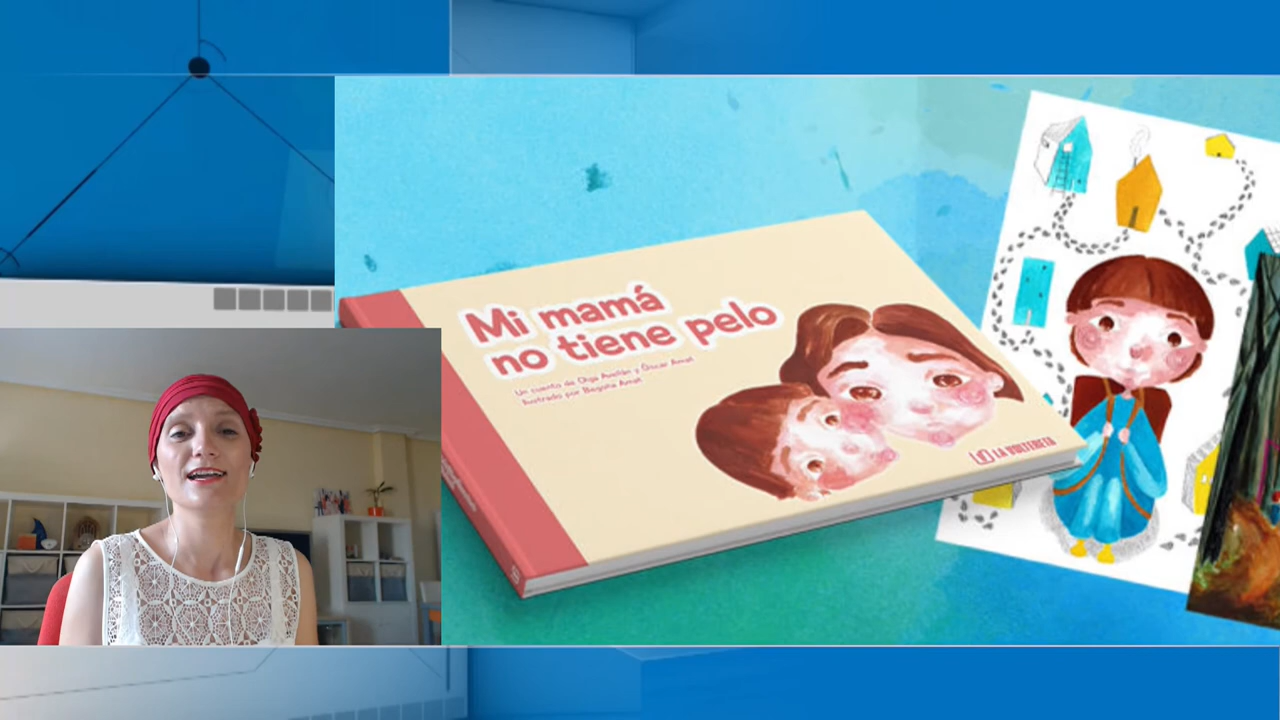 Mi mamá
no tiene pelo
Un cuento de Olga Avellán y Óscar Amat
Ilustrado por Begoña Amat
LA VOLTERETA